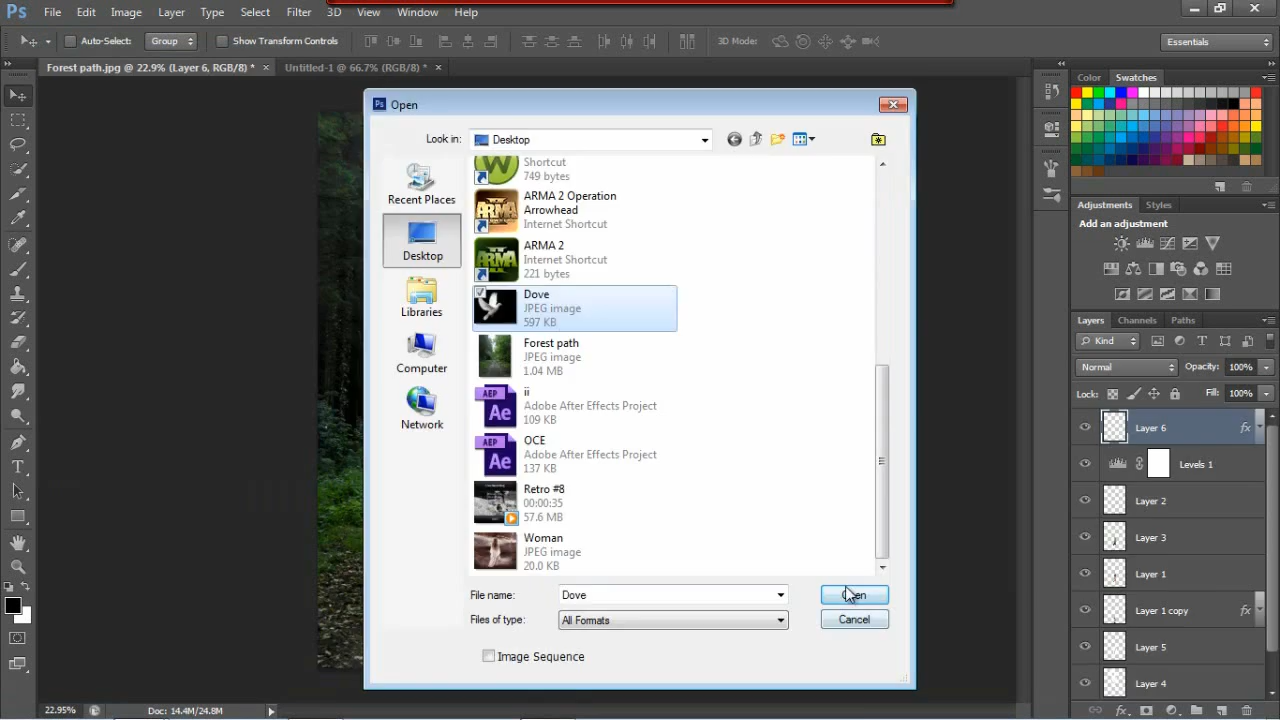 Ps File Edit Image Layer Type Select Filter 3D View Window Help
Auto-Select: Group Show Transform Controls 3D Mode: Essentials
Forest path.jpg @ 22.9% (Layer 6, RGB/8) * × Untitled-1 @ 66.7% (RGB/8) * ×
Ps Open
Look in: Desktop
Recent Places
Desktop
Libraries
Computer
Network
Shortcut
749 bytes
ARMA 2 Operation
Arrowhead
Internet Shortcut
ARMA 2
Internet Shortcut
221 bytes
Dove
JPEG image
597 KB
Forest path
JPEG image
1.04 MB
ii
Adobe After Effects Project
109 KB
OCE
Adobe After Effects Project
137 KB
Retro #8
00:00:35
57.6 MB
Woman
JPEG image
20.0 KB
File name: Dove Open
Files of type: All Formats Cancel
Image Sequence
Color Swatches
Adjustments Styles
Add an adjustment
Layers Channels Paths
Kind
Normal Opacity: 100%
Lock: Fill: 100%
Layer 6 fx
Levels 1
Layer 2
Layer 3
Layer 1
Layer 1 copy fx
Layer 5
Layer 4
22.95% Doc: 14.4M/24.8M